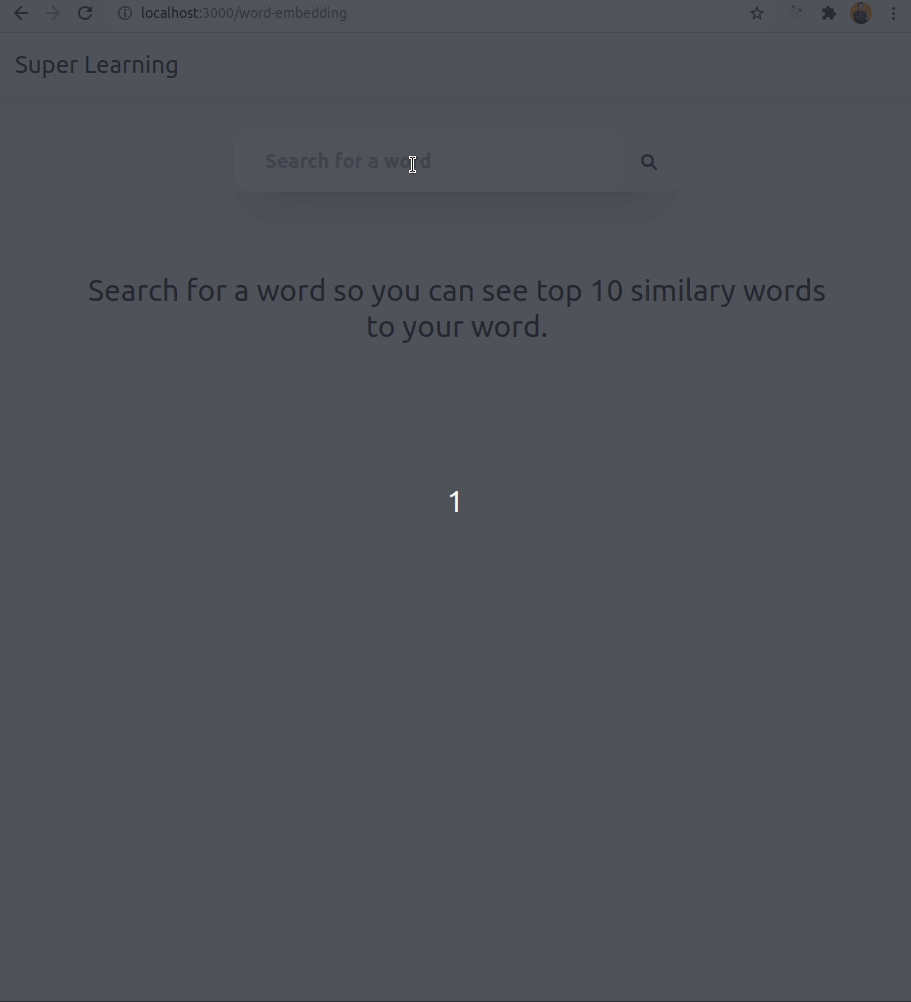 localhost:3000/word-embedding
Super Learning
Search for a word
Search for a word so you can see top 10 similary words
to your word.
1